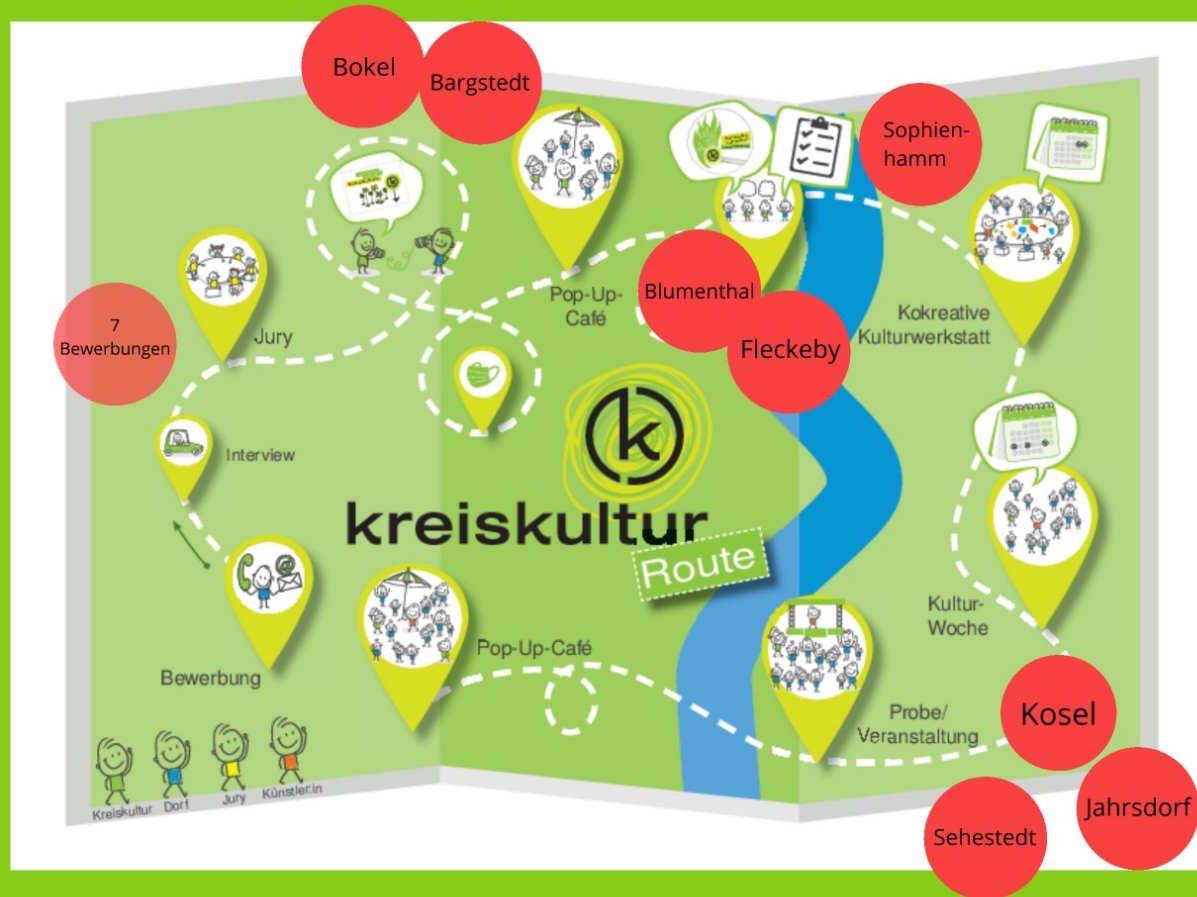 Bokel
Bargstedt
Sophien-
hamm
Pop-Up-
Café
Blumenthal
Fleckeby
Kokreative
Kulturwerkstatt
7
Bewerbungen
Jury
Interview
kreiskultur
Route
Bewerbung
Pop-Up-Café
Kultur-
Woche
Probe/
Veranstaltung
Kosel
Jahrsdorf
Sehestedt
Kreiskultur
Dorf
Jury
Künstler:in